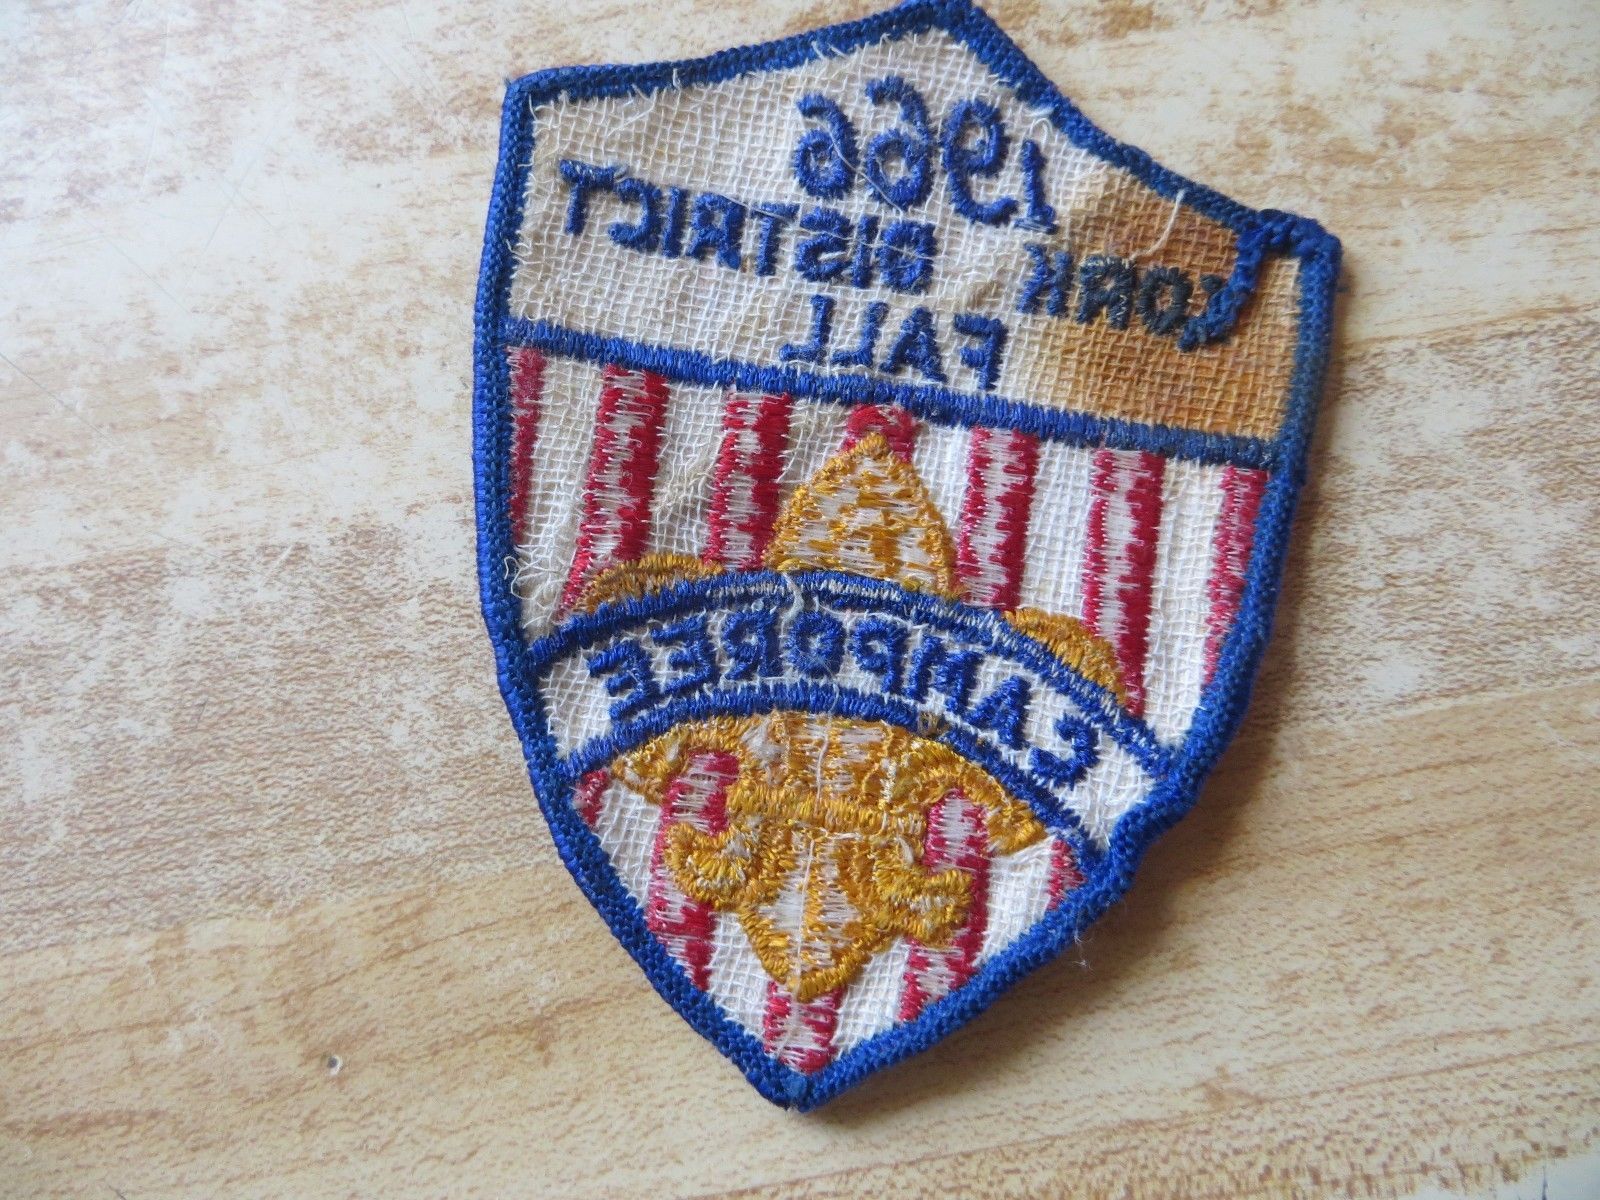 1966
YORK DISTRICT
FALL
CAMPOREE